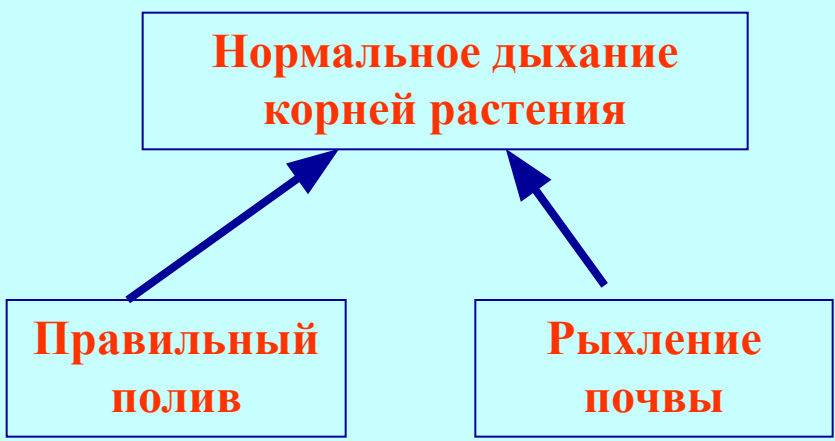 Нормальное дыхание
корней растения
Правильный
полив
Рыхление
почвы